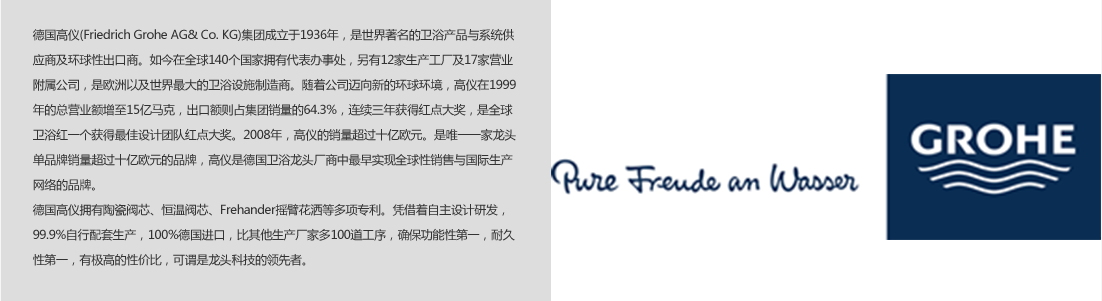 德国高仪(Friedrich Grohe AG& Co. KG)集团成立于1936年，是世界著名的卫浴产品与系统供
应商及环球性出口商。如今在全球140个国家拥有代表办事处，另有12家生产工厂及17家营业
附属公司，是欧洲以及世界最大的卫浴设施制造商。随着公司迈向新的环球环境，高仪在1999
年的总营业额增至15亿马克，出口额则占集团销量的64.3%，连续三年获得红点大奖，是全球
卫浴红一个获得最佳设计团队红点大奖。2008年，高仪的销量超过十亿欧元。是唯一一家龙头
单品牌销量超过十亿欧元的品牌，高仪是德国卫浴龙头厂商中最早实现全球性销售与国际生产
网络的品牌。
德国高仪拥有陶瓷阀芯、恒温阀芯、Frehander摇臂花洒等多项专利。凭借着自主设计研发，
99.9%自行配套生产，100%德国进口，比其他生产厂家多100道工序，确保功能性第一，耐久
性第一，有极高的性价比，可谓是龙头科技的领先者。
Pure Freude an Wasser
GROHE